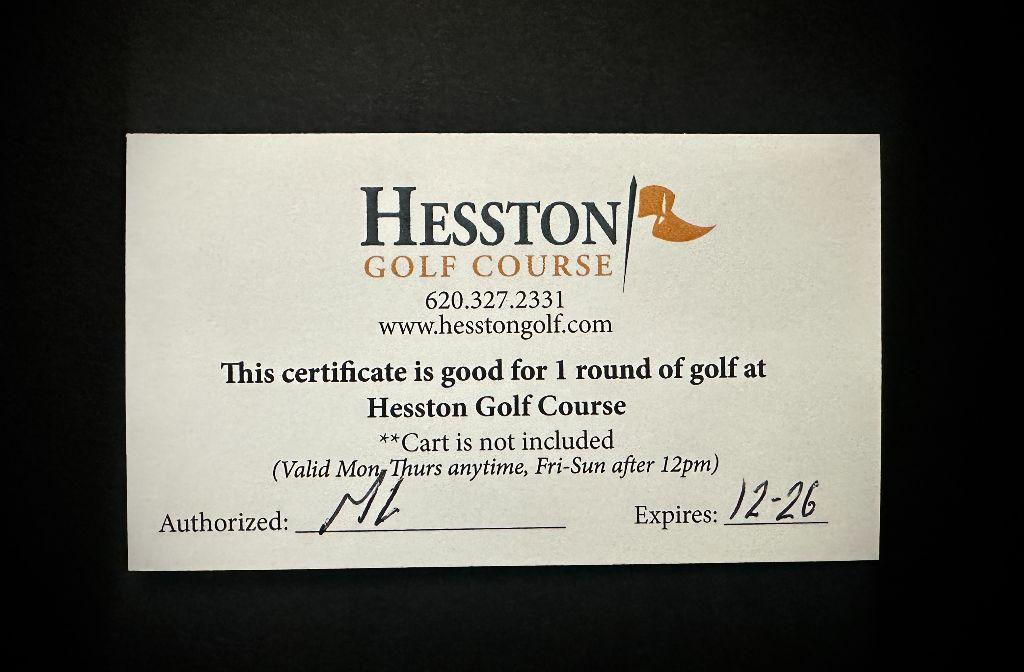 HESSTON
GOLF COURSE
620.327.2331
www.hesstongolf.com
This certificate is good for 1 round of golf at
Hesston Golf Course
**Cart is not included
(Valid Mon-Thurs anytime, Fri-Sun after 12pm)
Authorized: ML
Expires: 12-26